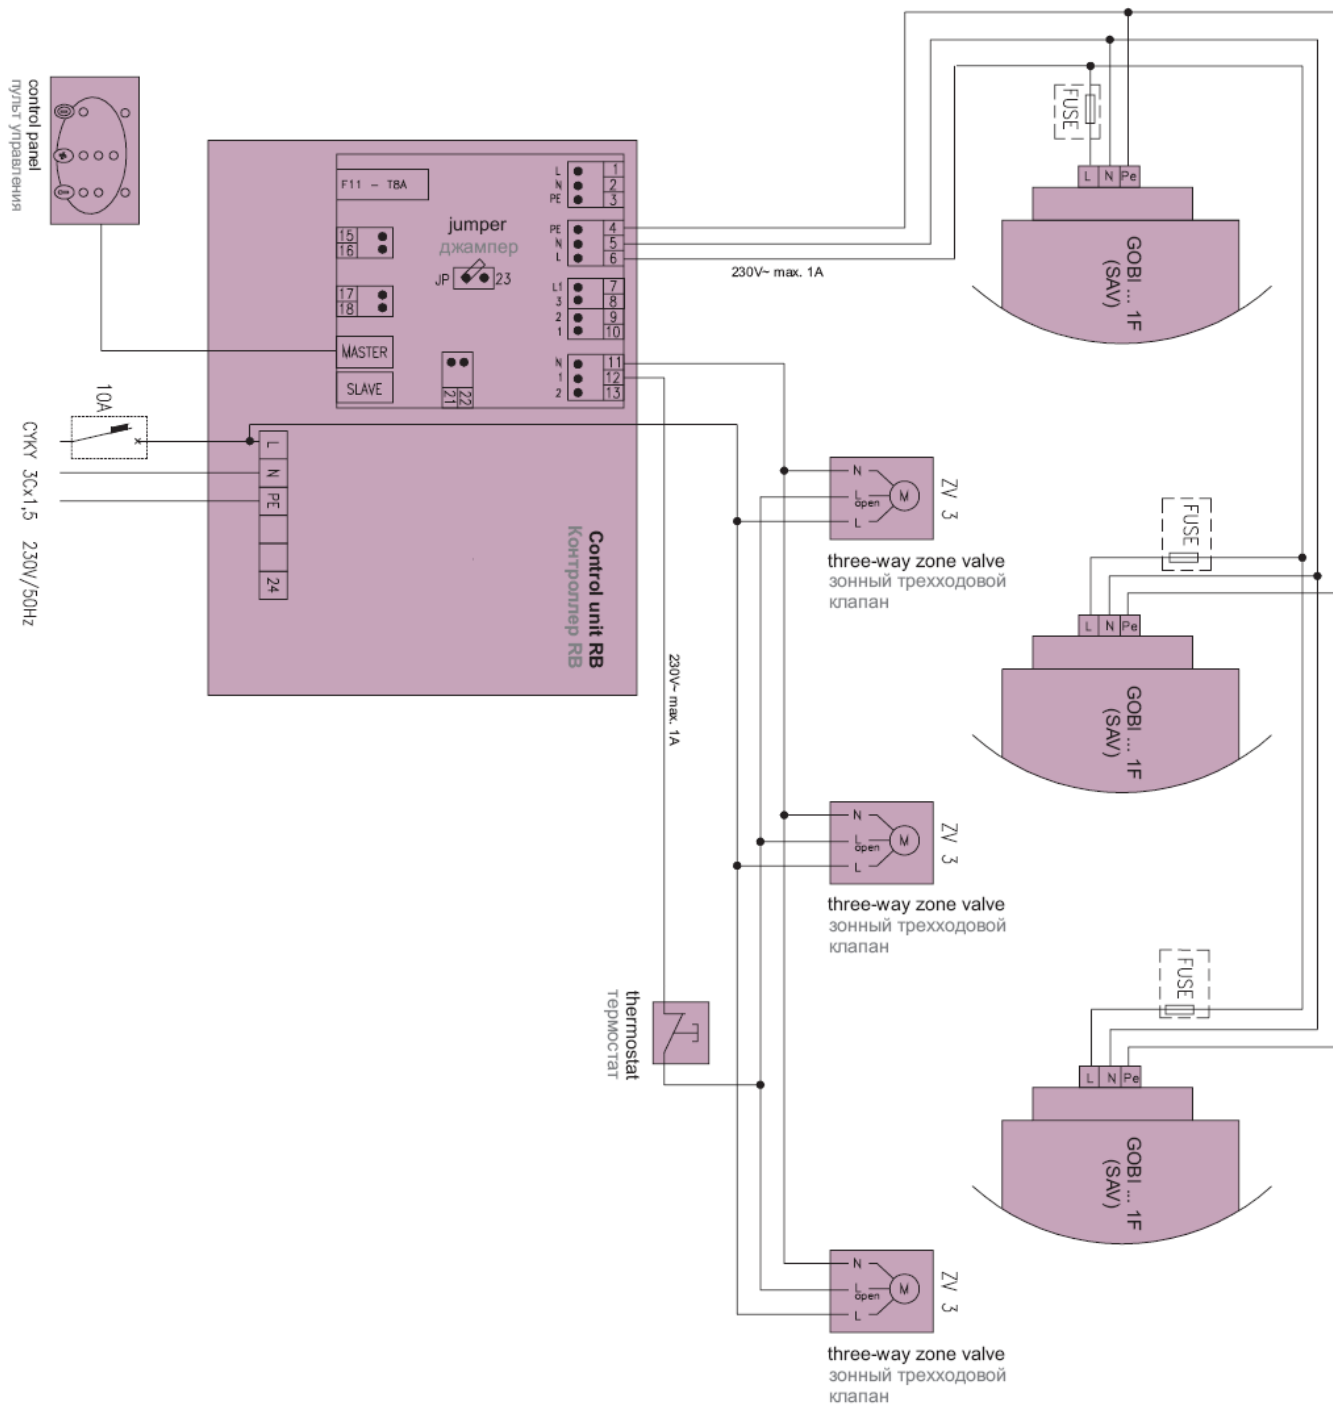 control panel
пульт управления
F11 - T8A
15
16
17
18
jumper
джампер
JP
23
MASTER
SLAVE
21
22
L 1
N 2
PE 3
PE 4
N 5
L 6
L1 7
3 8
2 9
1 10
N 11
1 12
2 13
230V~ max. 1A
10A
CYKY 3Cx1,5 230V/50Hz
L
N
PE
24
Control unit RB
Контроллер RB
230V~ max. 1A
thermostat
термостат
FUSE
L N Pe
GOBI ... 1F
(SAV)
N
L open
L
M
ZV 3
three-way zone valve
зонный трехходовой
клапан
FUSE
L N Pe
GOBI ... 1F
(SAV)
N
L open
L
M
ZV 3
three-way zone valve
зонный трехходовой
клапан
FUSE
L N Pe
GOBI ... 1F
(SAV)
N
L open
L
M
ZV 3
three-way zone valve
зонный трехходовой
клапан